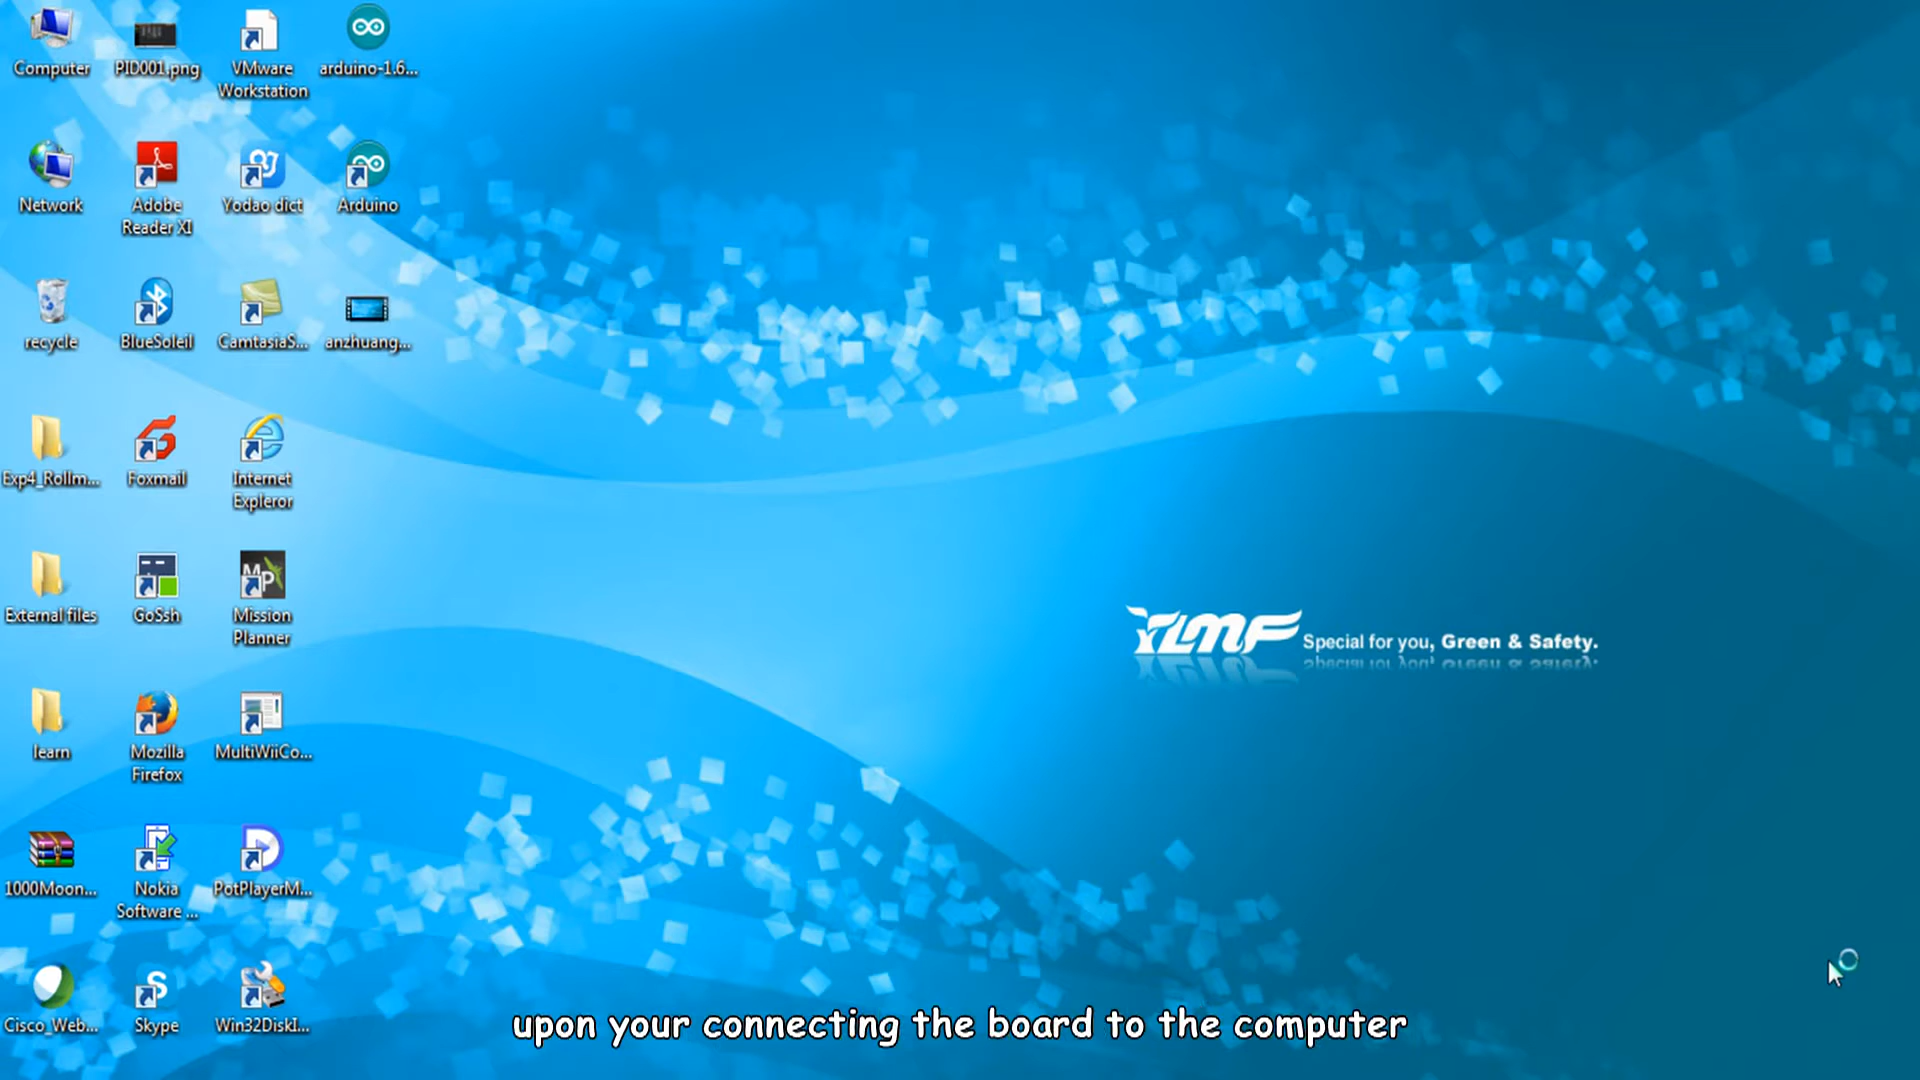 Computer
PID001.png
VMware
Workstation
arduino-1.6...
Network
Adobe
Reader XI
Yodao dict
Arduino
recycle
BlueSoleil
CamtasiaS...
anzhuang...
Exp4_Rollm...
Foxmail
Internet
Expleror
External files
GoSsh
Mission
Planner
learn
Mozilla
Firefox
MultiWiiCo...
1000Moon...
Nokia
Software ...
PotPlayerM...
Cisco_Web...
Skype
Win32DiskI...
YLMF Special for you, Green & Safety.
upon your connecting the board to the computer